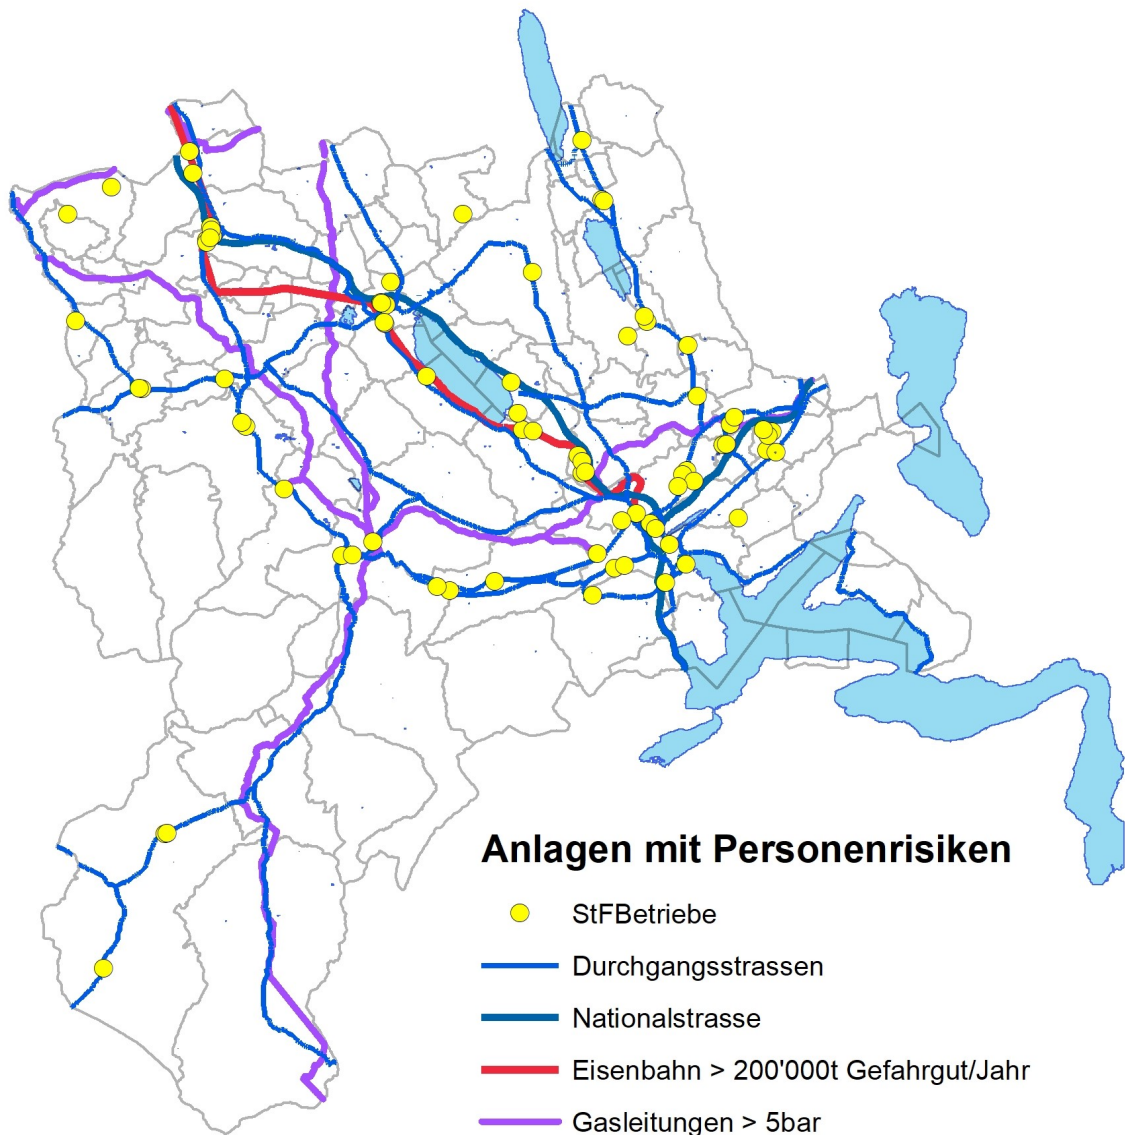 Anlagen mit Personenrisiken
StFBetriebe
Durchgangsstrassen
Nationalstrasse
Eisenbahn > 200'000t Gefahrgut/Jahr
Gasleitungen > 5bar